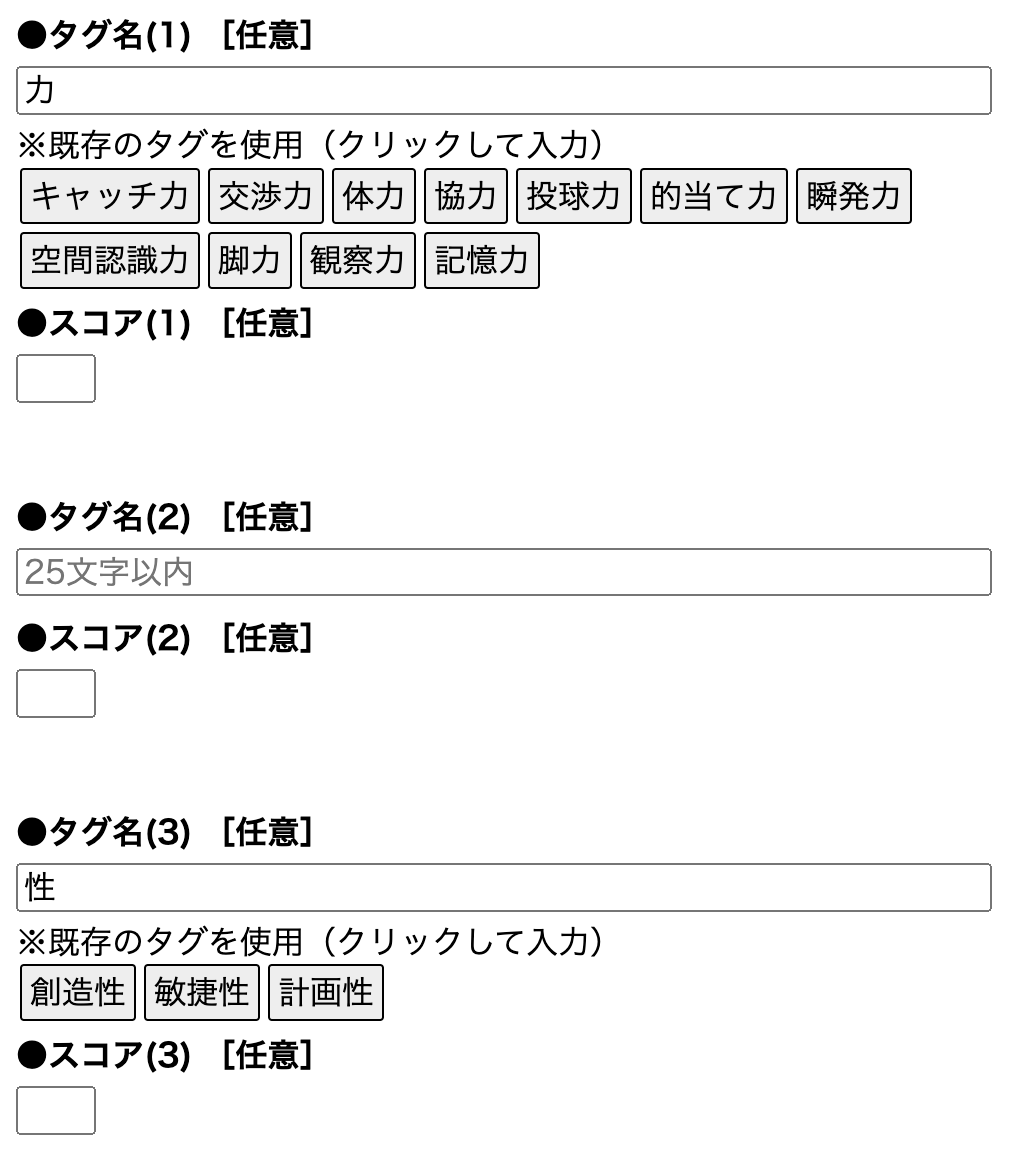 ●タグ名(1) ［任意］
力
※既存のタグを使用（クリックして入力）
キャッチ力 交渉力 体力 協力 投球力 的当て力 瞬発力
空間認識力 脚力 観察力 記憶力
●スコア(1) ［任意］
●タグ名(2) ［任意］
25文字以内
●スコア(2) ［任意］
●タグ名(3) ［任意］
性
※既存のタグを使用（クリックして入力）
創造性 敏捷性 計画性
●スコア(3) ［任意］